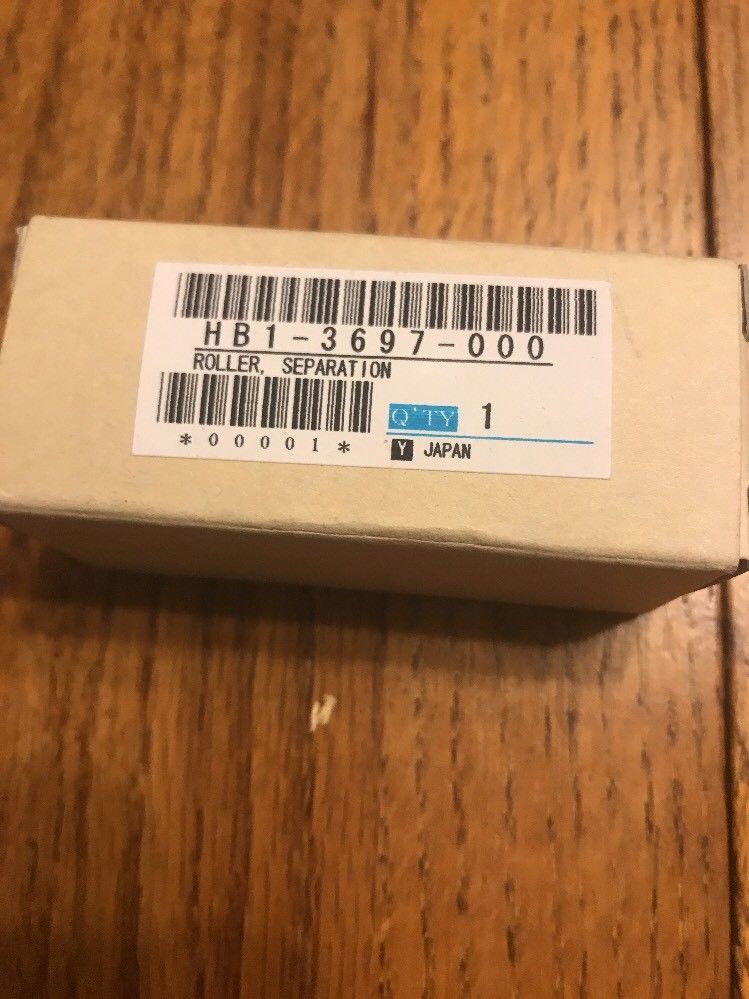 HB1-3697-000
ROLLER, SEPARATION
Q'TY 1
*00001*
Y JAPAN